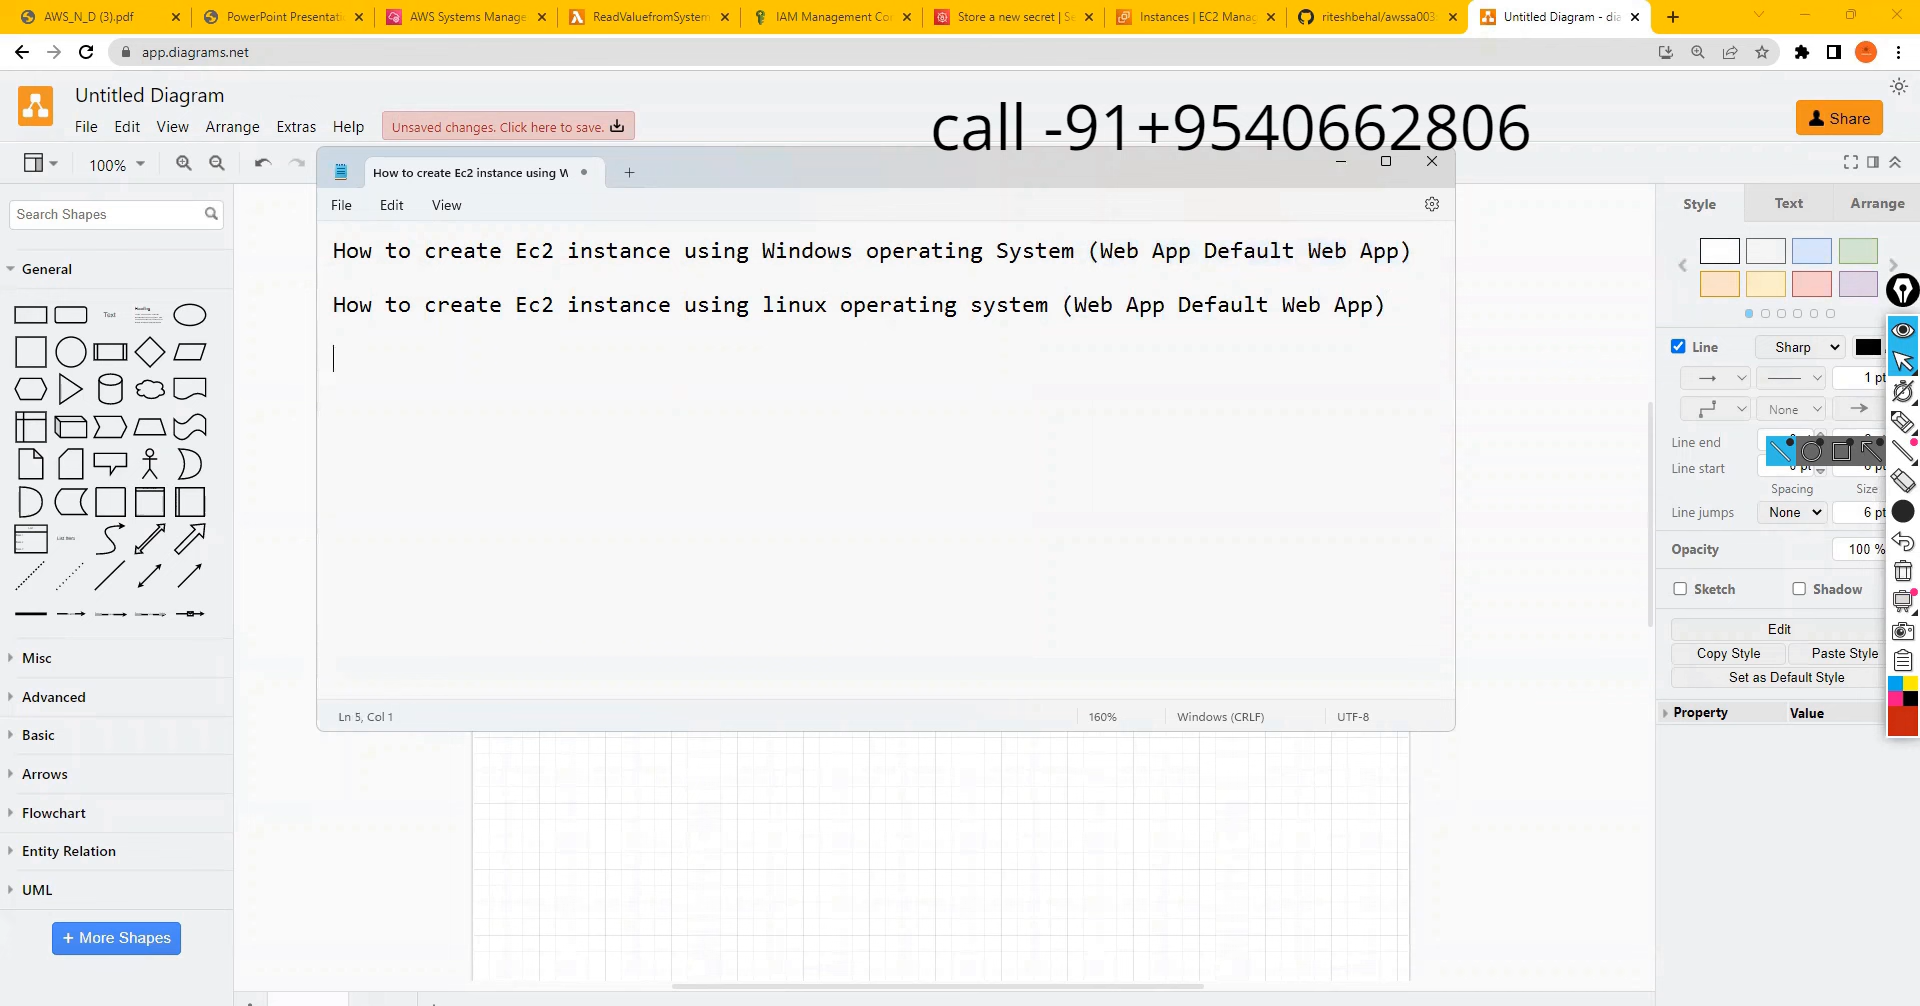 AWS_N_D (3).pdf
PowerPoint Presentati
AWS Systems Manage
ReadValuefromSystem
IAM Management Co
Store a new secret | Se
Instances | EC2 Manag
riteshbehal/awssa003
Untitled Diagram - dia
app.diagrams.net
Untitled Diagram
call -91+9540662806
Share
File Edit View Arrange Extras Help
Unsaved changes. Click here to save.
100%
How to create Ec2 instance using W
File Edit View
Search Shapes
Style Text Arrange
How to create Ec2 instance using Windows operating System (Web App Default Web App)
General
How to create Ec2 instance using linux operating system (Web App Default Web App)
Text
Heading
Line Sharp
1 pt
None
Line end
Line start
0 pt
Spacing Size
Line jumps None 6 pt
List Item
Opacity 100 %
Sketch Shadow
Edit
Copy Style Paste Style
Set as Default Style
Property Value
Misc
Advanced
Basic
Arrows
Flowchart
Entity Relation
UML
+ More Shapes
Ln 5, Col 1 160% Windows (CRLF) UTF-8